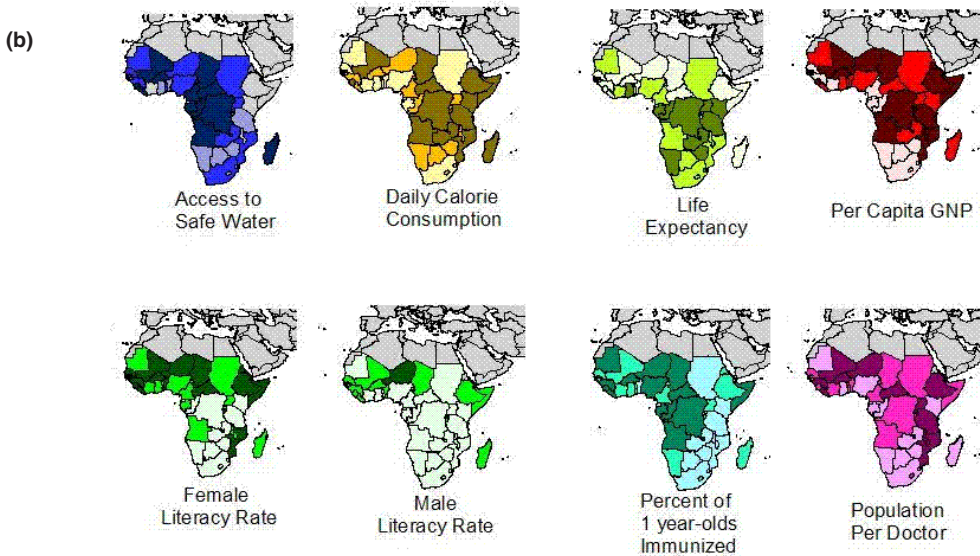 (b)
Access to
Safe Water
Daily Calorie
Consumption
Life
Expectancy
Per Capita GNP
Female
Literacy Rate
Male
Literacy Rate
Percent of
1 year-olds
Immunized
Population
Per Doctor